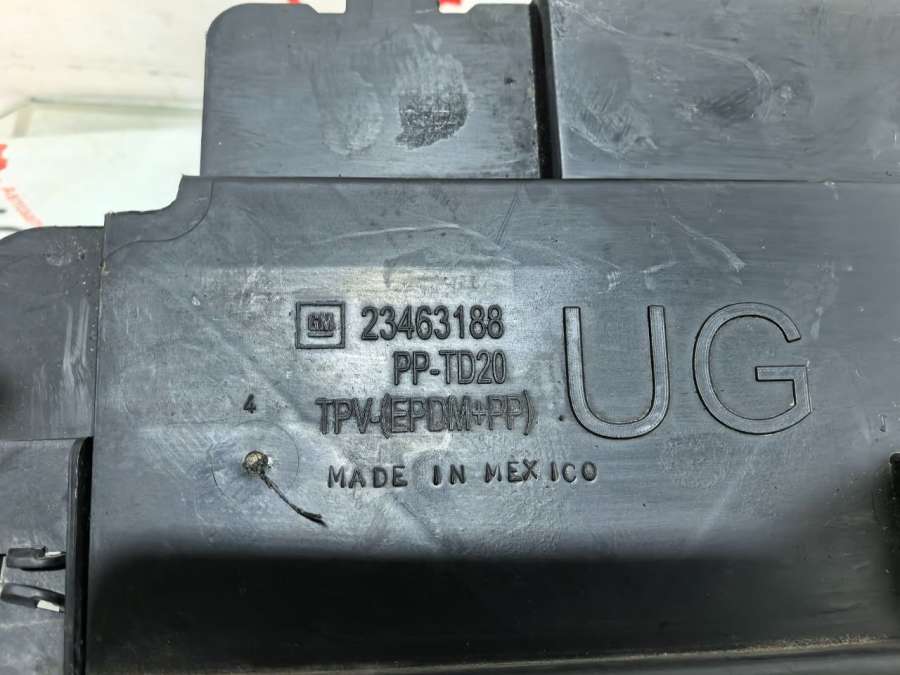 GM 23463188
PP-TD20
TPV-(EPDM+PP)
UG
4
MADE IN MEXICO